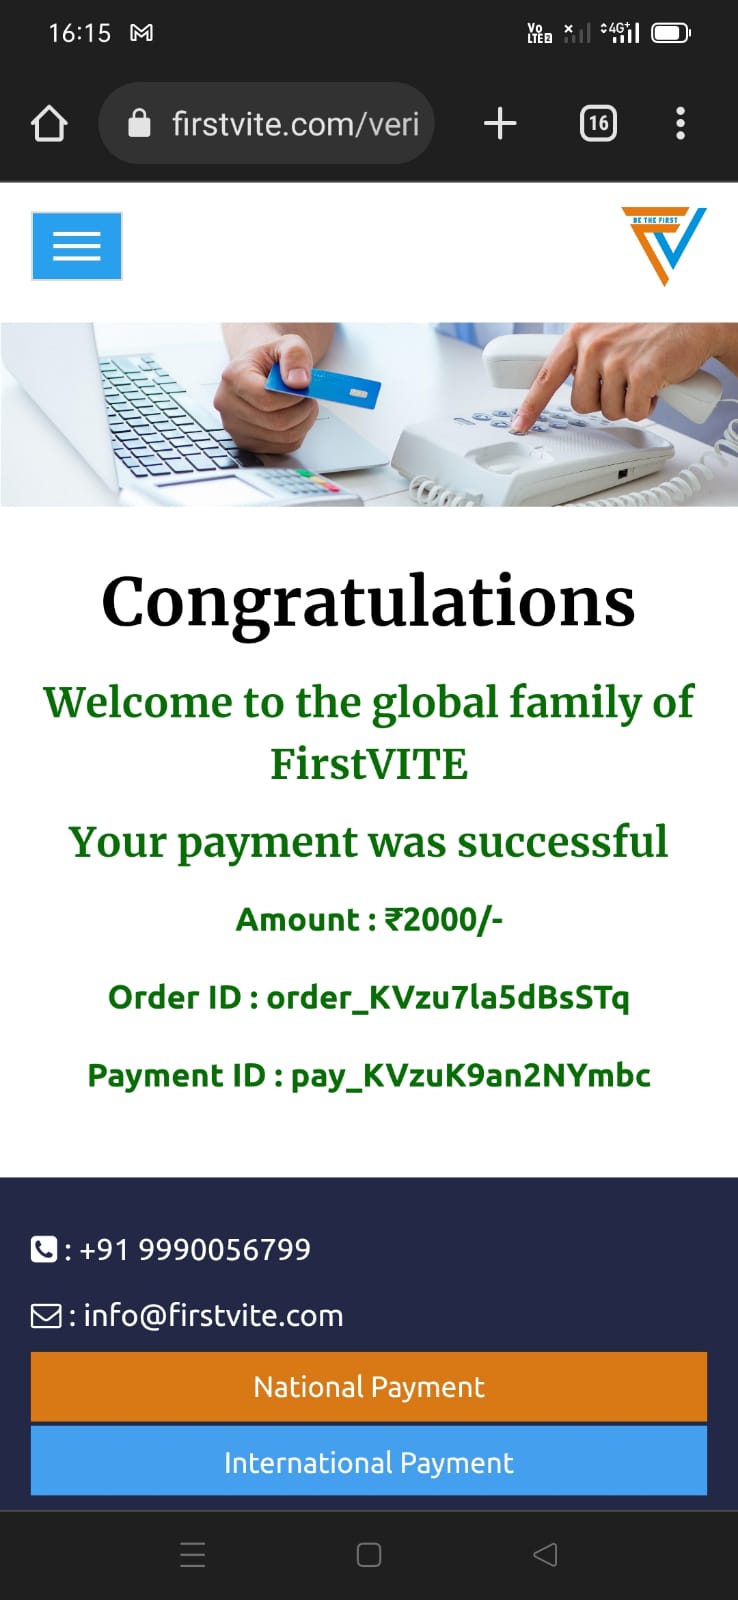 16:15
Vo
LTE2
4G+
firstvite.com/veri
16
BE THE FIRST
Congratulations
Welcome to the global family of
FirstVITE
Your payment was successful
Amount : ₹2000/-
Order ID : order_KVzu7la5dBsSTq
Payment ID : pay_KVzuK9an2NYmbc
: +91 9990056799
: info@firstvite.com
National Payment
International Payment